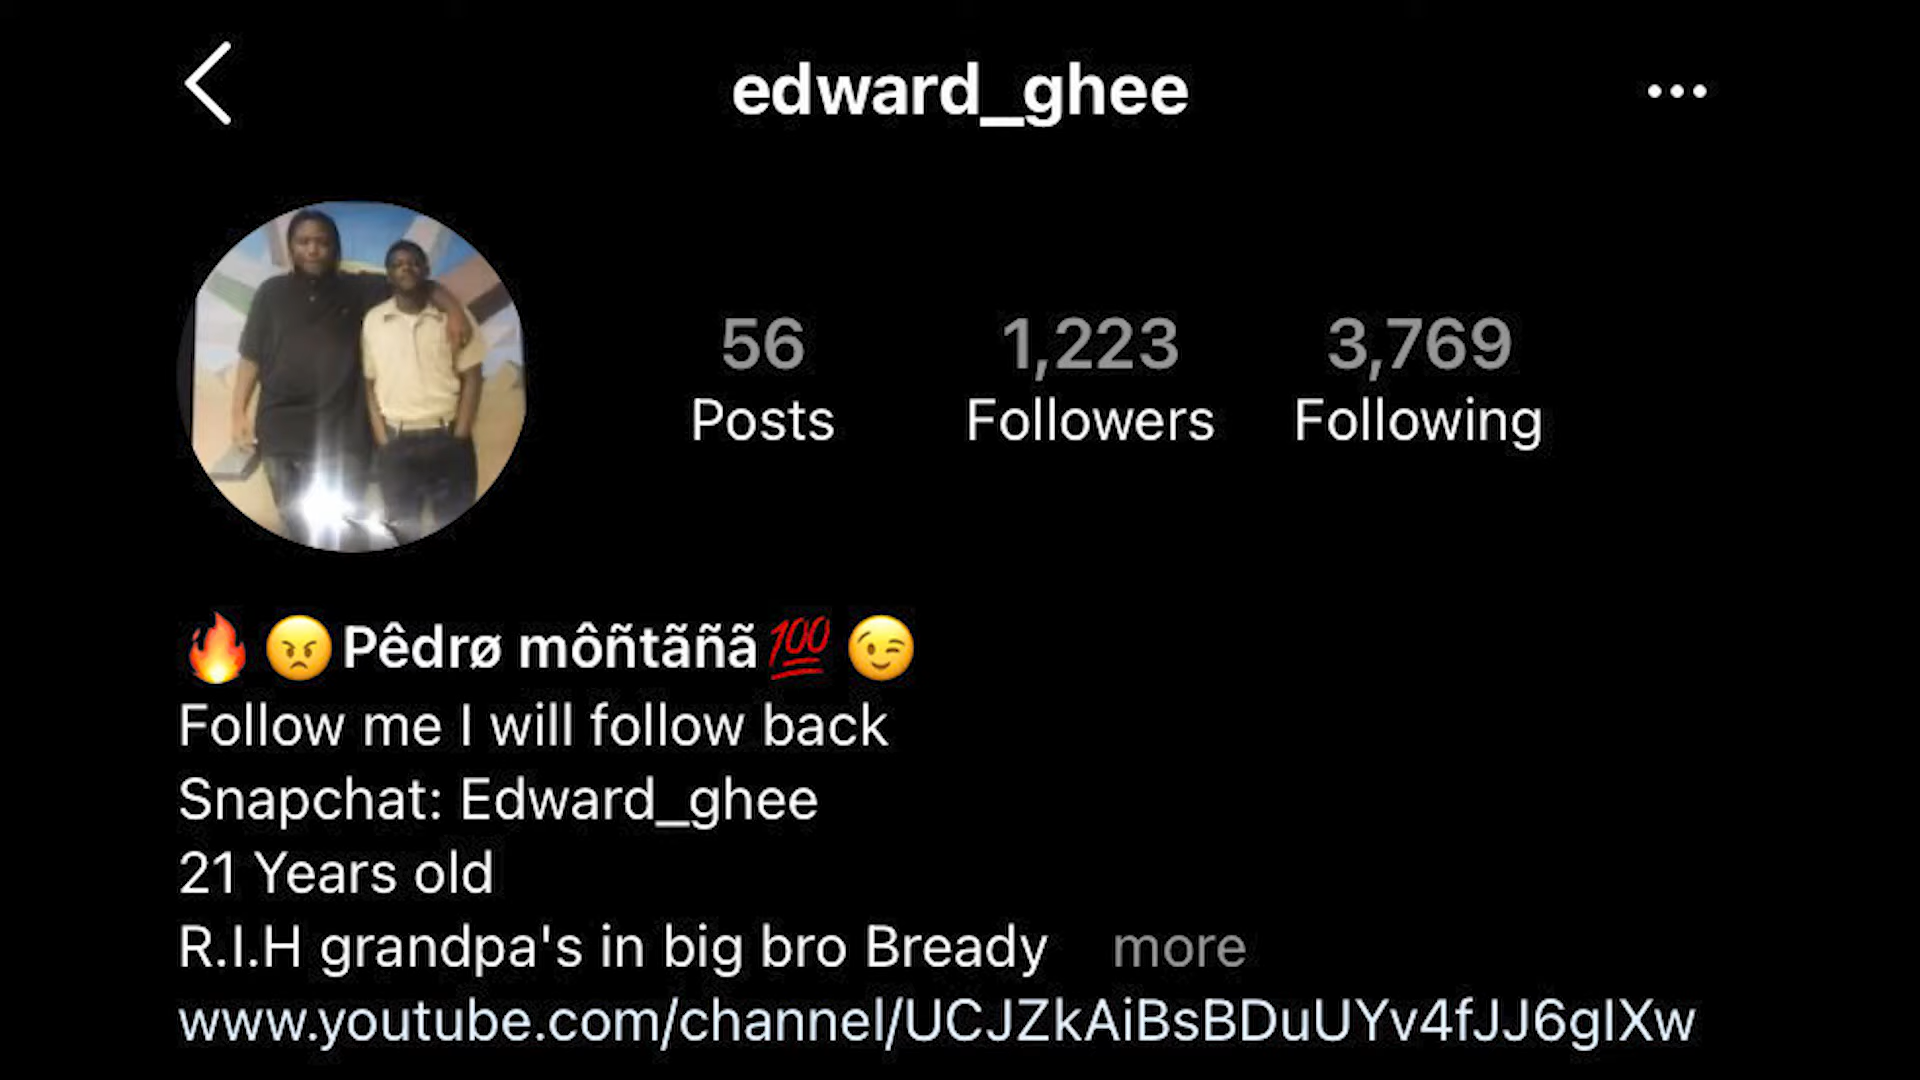 edward_ghee
56 1,223 3,769
Posts Followers Following
🔥 😠Pêdrø môñtãñã💯 😉
Follow me I will follow back
Snapchat: Edward_ghee
21 Years old
R.I.H grandpa's in big bro Bready more
www.youtube.com/channel/UCJZkAiBsBDuUYv4fJJ6glXw